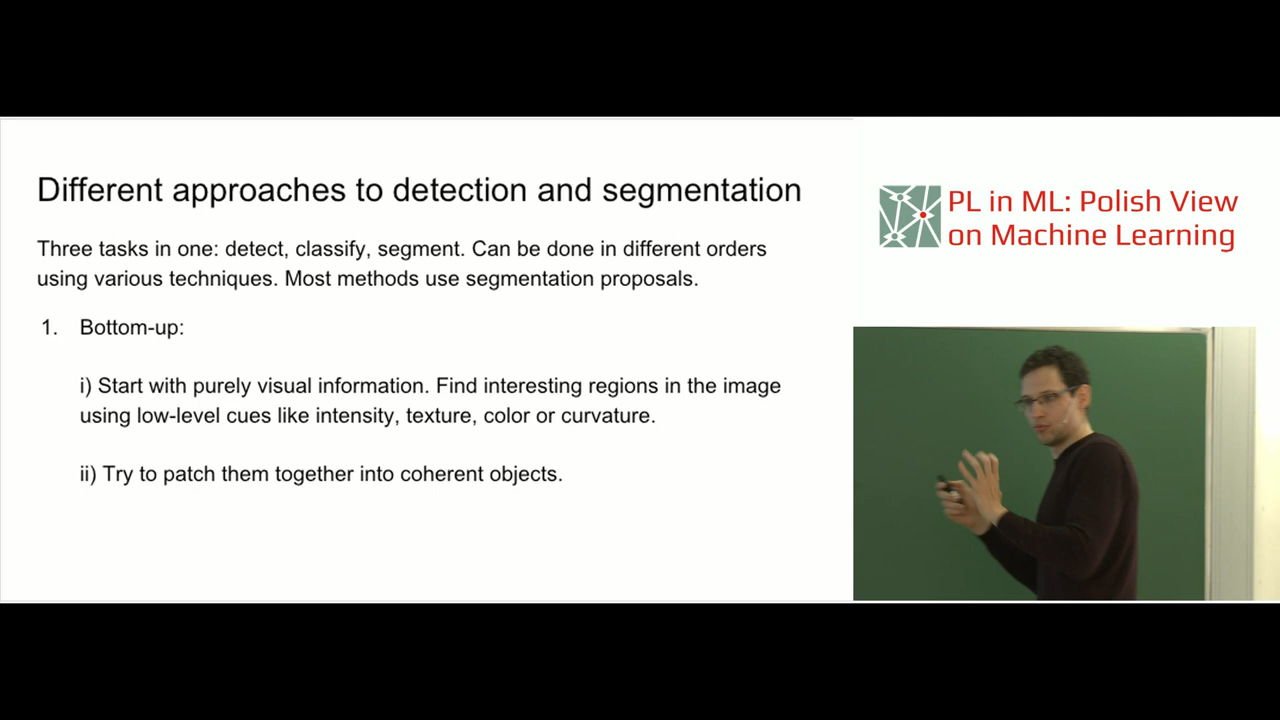 Different approaches to detection and segmentation
Three tasks in one: detect, classify, segment. Can be done in different orders
using various techniques. Most methods use segmentation proposals.
1. Bottom-up:
i) Start with purely visual information. Find interesting regions in the image
using low-level cues like intensity, texture, color or curvature.
ii) Try to patch them together into coherent objects.
PL in ML: Polish View
on Machine Learning